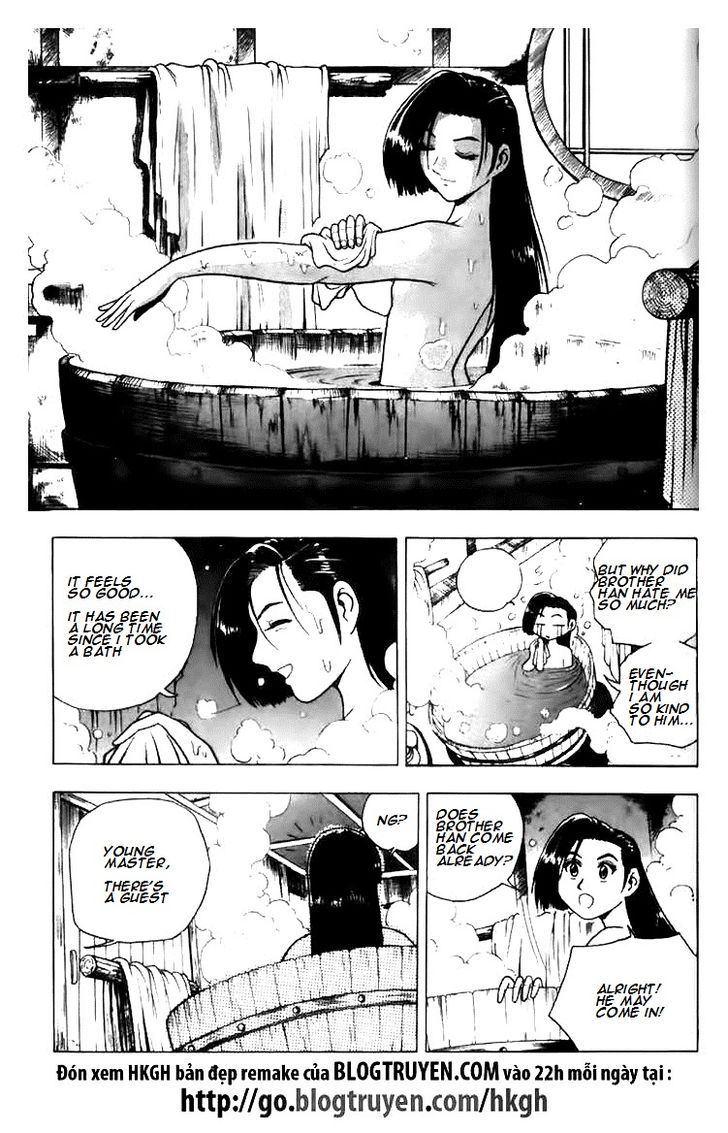 IT FEELS
SO GOOD...
IT HAS BEEN
A LONG TIME
SINCE I TOOK
A BATH
BUT WHY DID
BROTHER
HAN HATE ME
SO MUCH?
EVEN-
THOUGH
I AM
SO KIND
TO HIM...
YOUNG
MASTER,
THERE'S
A GUEST
NG?
DOES
BROTHER
HAN COME
BACK
ALREADY?
ALRIGHT!
HE MAY
COME IN!
Đón xem HKGH bản đẹp remake của BLOGTRUYEN.COM vào 22h mỗi ngày tại :
http://go.blogtruyen.com/hkgh